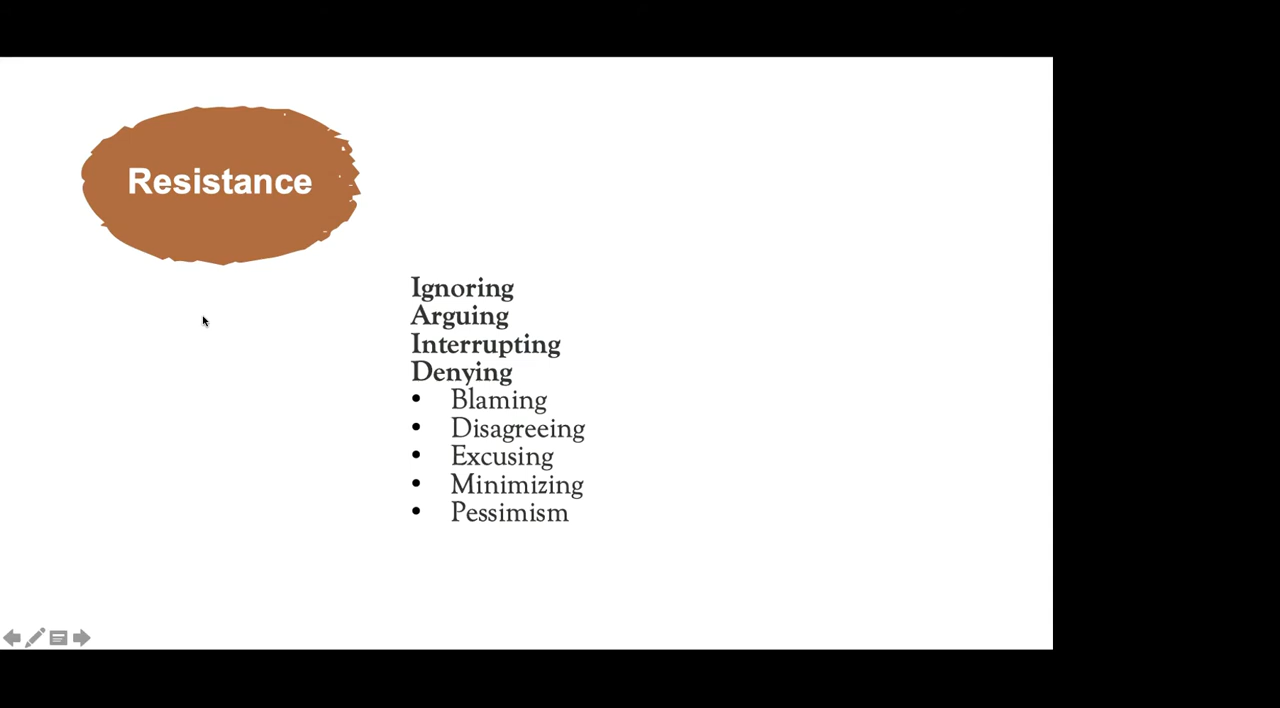 Resistance
Ignoring
Arguing
Interrupting
Denying
• Blaming
• Disagreeing
• Excusing
• Minimizing
• Pessimism